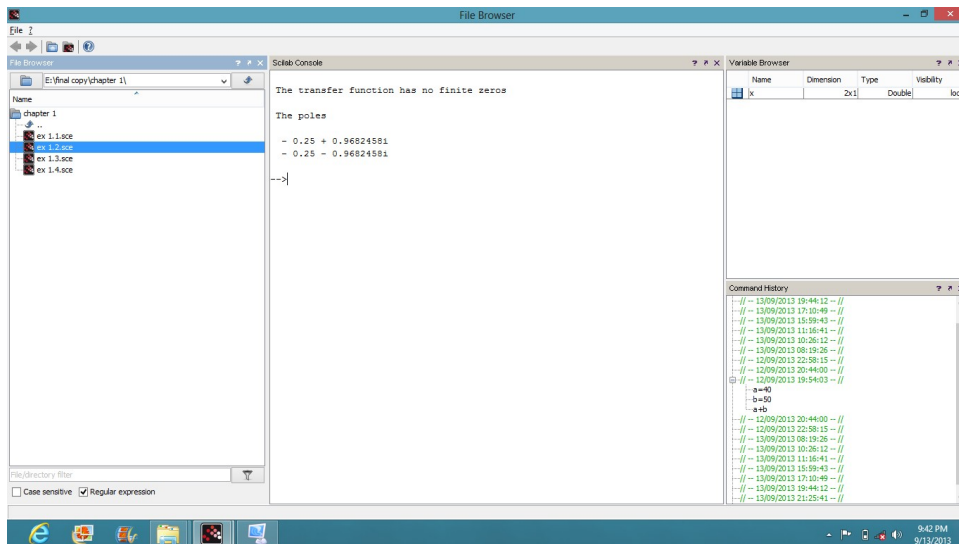 File Browser
File ?
File Browser
E:\final copy\chapter 1\
Name
chapter 1
..
ex 1.1.sce
ex 1.2.sce
ex 1.3.sce
ex 1.4.sce
File/directory filter
Case sensitive
Regular expression
Scilab Console
The transfer function has no finite zeros
The poles
- 0.25 + 0.9682458i
- 0.25 - 0.9682458i
-->
Variable Browser
Name Dimension Type Visibility
x 2x1 Double loc
Command History
// -- 13/09/2013 19:44:12 -- //
// -- 13/09/2013 17:10:49 -- //
// -- 13/09/2013 15:59:43 -- //
// -- 13/09/2013 11:16:41 -- //
// -- 13/09/2013 10:26:12 -- //
// -- 13/09/2013 08:19:26 -- //
// -- 12/09/2013 22:58:15 -- //
// -- 12/09/2013 20:44:00 -- //
// -- 12/09/2013 19:54:03 -- //
a=40
b=50
a+b
// -- 12/09/2013 20:44:00 -- //
// -- 12/09/2013 22:58:15 -- //
// -- 13/09/2013 08:19:26 -- //
// -- 13/09/2013 10:26:12 -- //
// -- 13/09/2013 11:16:41 -- //
// -- 13/09/2013 15:59:43 -- //
// -- 13/09/2013 17:10:49 -- //
// -- 13/09/2013 19:44:12 -- //
// -- 13/09/2013 21:25:41 -- //
9:42 PM
9/13/2013